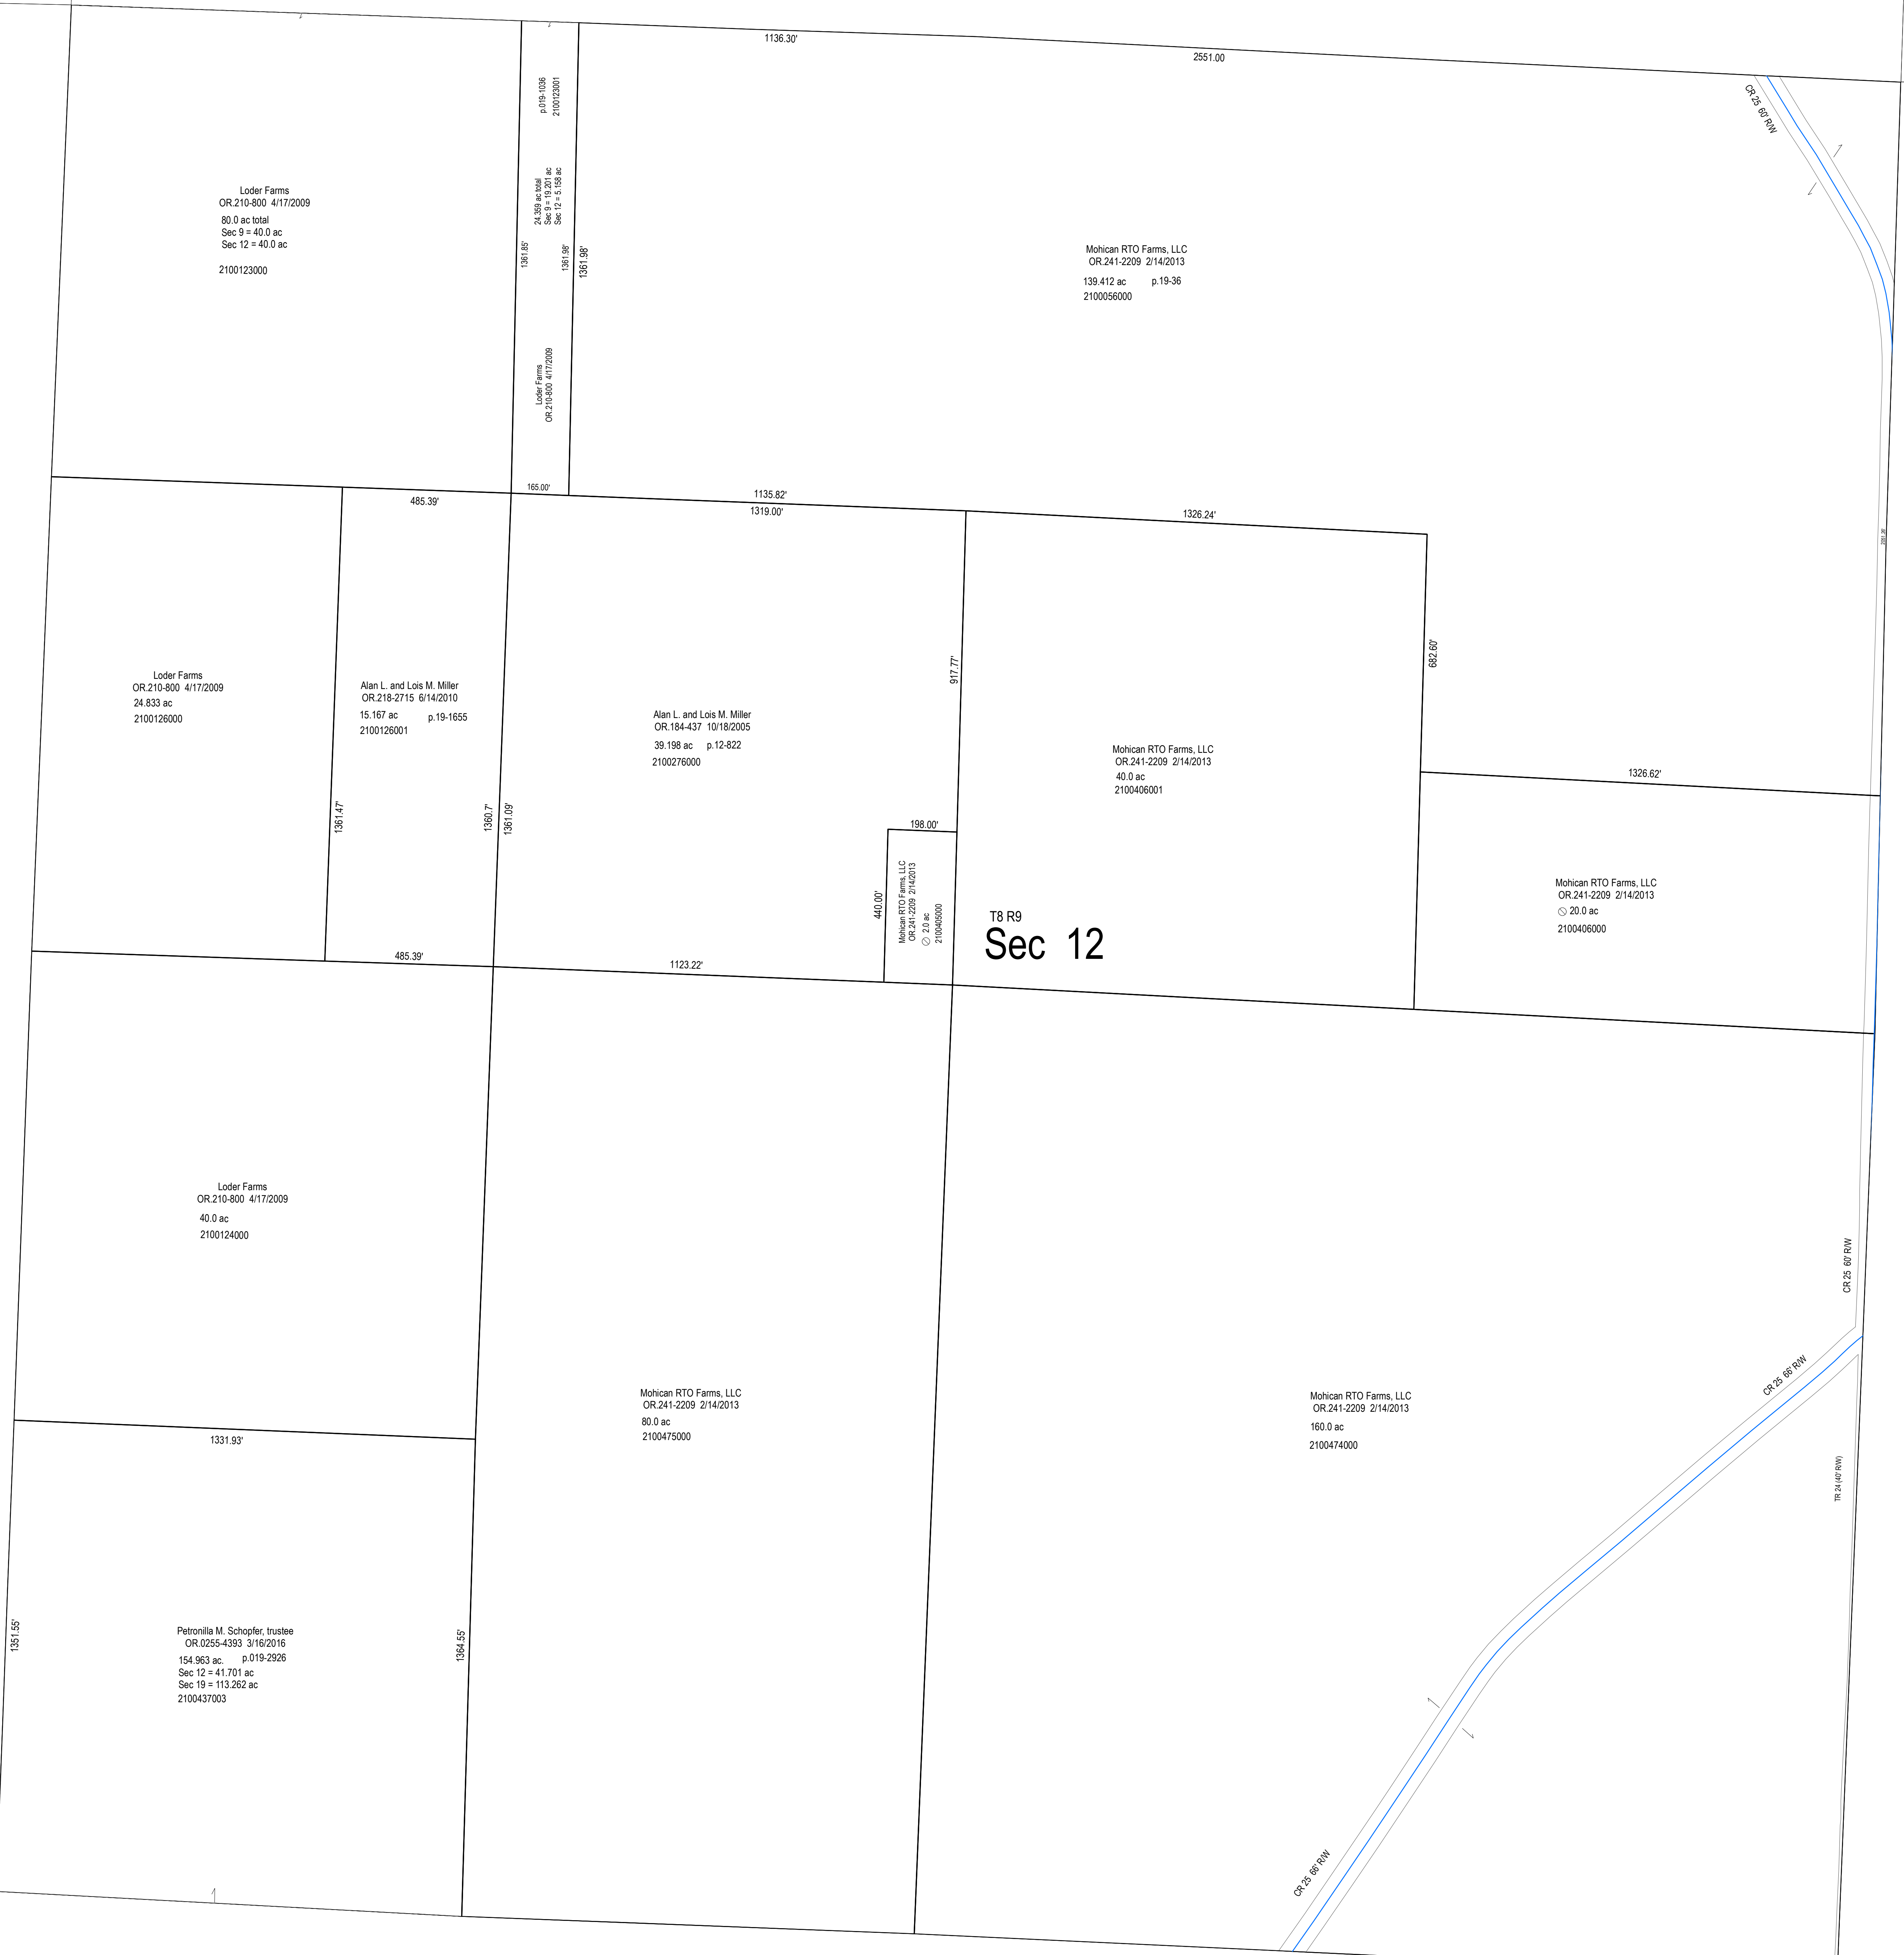 1136.30'
2551.00
CR 25 60' R/W
p.019-1036
2100123001
24.359 ac total
Sec 9 = 19.201 ac
Sec 12 = 5.158 ac
1361.85'
1361.98'
1361.98'
Loder Farms
OR.210-800 4/17/2009
165.00'
Loder Farms
OR.210-800 4/17/2009
80.0 ac total
Sec 9 = 40.0 ac
Sec 12 = 40.0 ac
2100123000
Mohican RTO Farms, LLC
OR.241-2209 2/14/2013
139.412 ac p.19-36
2100056000
485.39'
1135.82'
1319.00'
1326.24'
682.60'
917.77'
Loder Farms
OR.210-800 4/17/2009
24.833 ac
2100126000
Alan L. and Lois M. Miller
OR.218-2715 6/14/2010
15.167 ac p.19-1655
2100126001
1361.47'
1360.7'
1361.09'
Alan L. and Lois M. Miller
OR.184-437 10/18/2005
39.198 ac p.12-822
2100276000
Mohican RTO Farms, LLC
OR.241-2209 2/14/2013
40.0 ac
2100406001
1326.62'
198.00'
440.00'
Mohican RTO Farms, LLC
OR.241-2209 2/14/2013
2.0 ac
2100405000
Mohican RTO Farms, LLC
OR.241-2209 2/14/2013
20.0 ac
2100406000
T8 R9
Sec 12
485.39'
1123.22'
Loder Farms
OR.210-800 4/17/2009
40.0 ac
2100124000
CR 25 60' R/W
CR 25 66' R/W
Mohican RTO Farms, LLC
OR.241-2209 2/14/2013
80.0 ac
2100475000
Mohican RTO Farms, LLC
OR.241-2209 2/14/2013
160.0 ac
2100474000
1331.93'
TR 24 (40' R/W)
1351.55'
1364.55'
Petronilla M. Schopfer, trustee
OR.0255-4393 3/16/2016
154.963 ac. p.019-2926
Sec 12 = 41.701 ac
Sec 19 = 113.262 ac
2100437003
CR 25 66' R/W